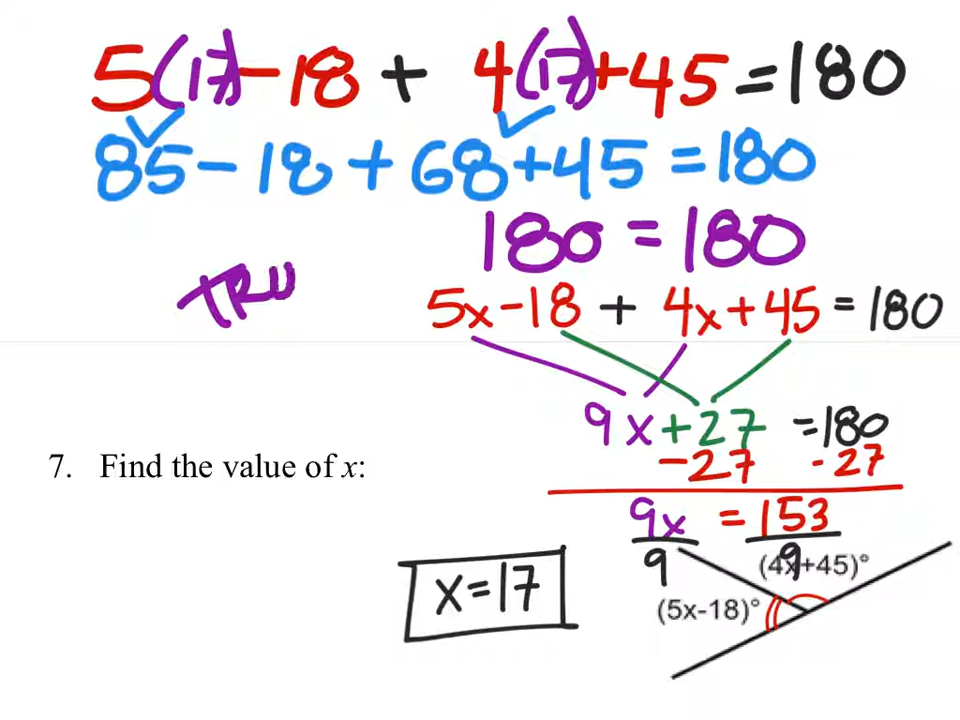 5(17)-18 + 4(17)+45=180
85-18+68+45=180
180=180
TRU
5x-18 + 4x+45=180
9x+27 =180
-27 -27
7. Find the value of x:
9x =153
9 9
(4x+45)°
x=17
(5x-18)°